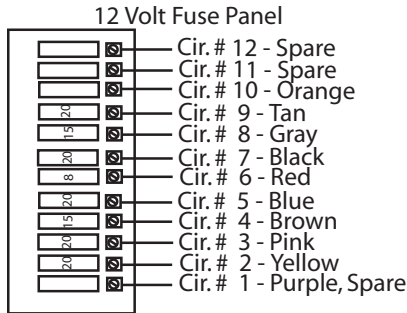 12 Volt Fuse Panel
Cir. # 12 - Spare
Cir. # 11 - Spare
Cir. # 10 - Orange
20 Cir. # 9 - Tan
15 Cir. # 8 - Gray
20 Cir. # 7 - Black
8 Cir. # 6 - Red
20 Cir. # 5 - Blue
15 Cir. # 4 - Brown
20 Cir. # 3 - Pink
20 Cir. # 2 - Yellow
Cir. # 1 - Purple, Spare